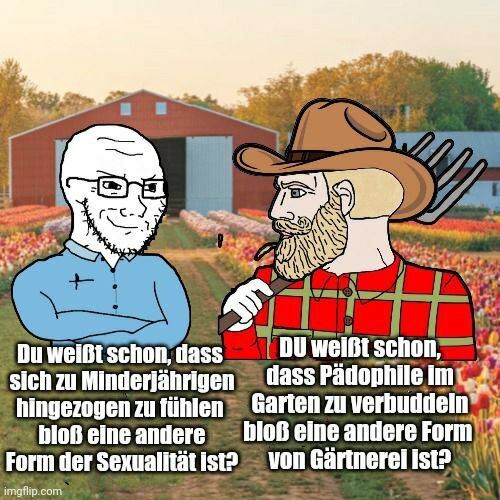 Du weißt schon, dass
sich zu Minderjährigen
hingezogen zu fühlen
bloß eine andere
Form der Sexualität ist?
DU weißt schon,
dass Pädophile im
Garten zu verbuddeln
bloß eine andere Form
von Gärtnerei ist?
imgflip.com